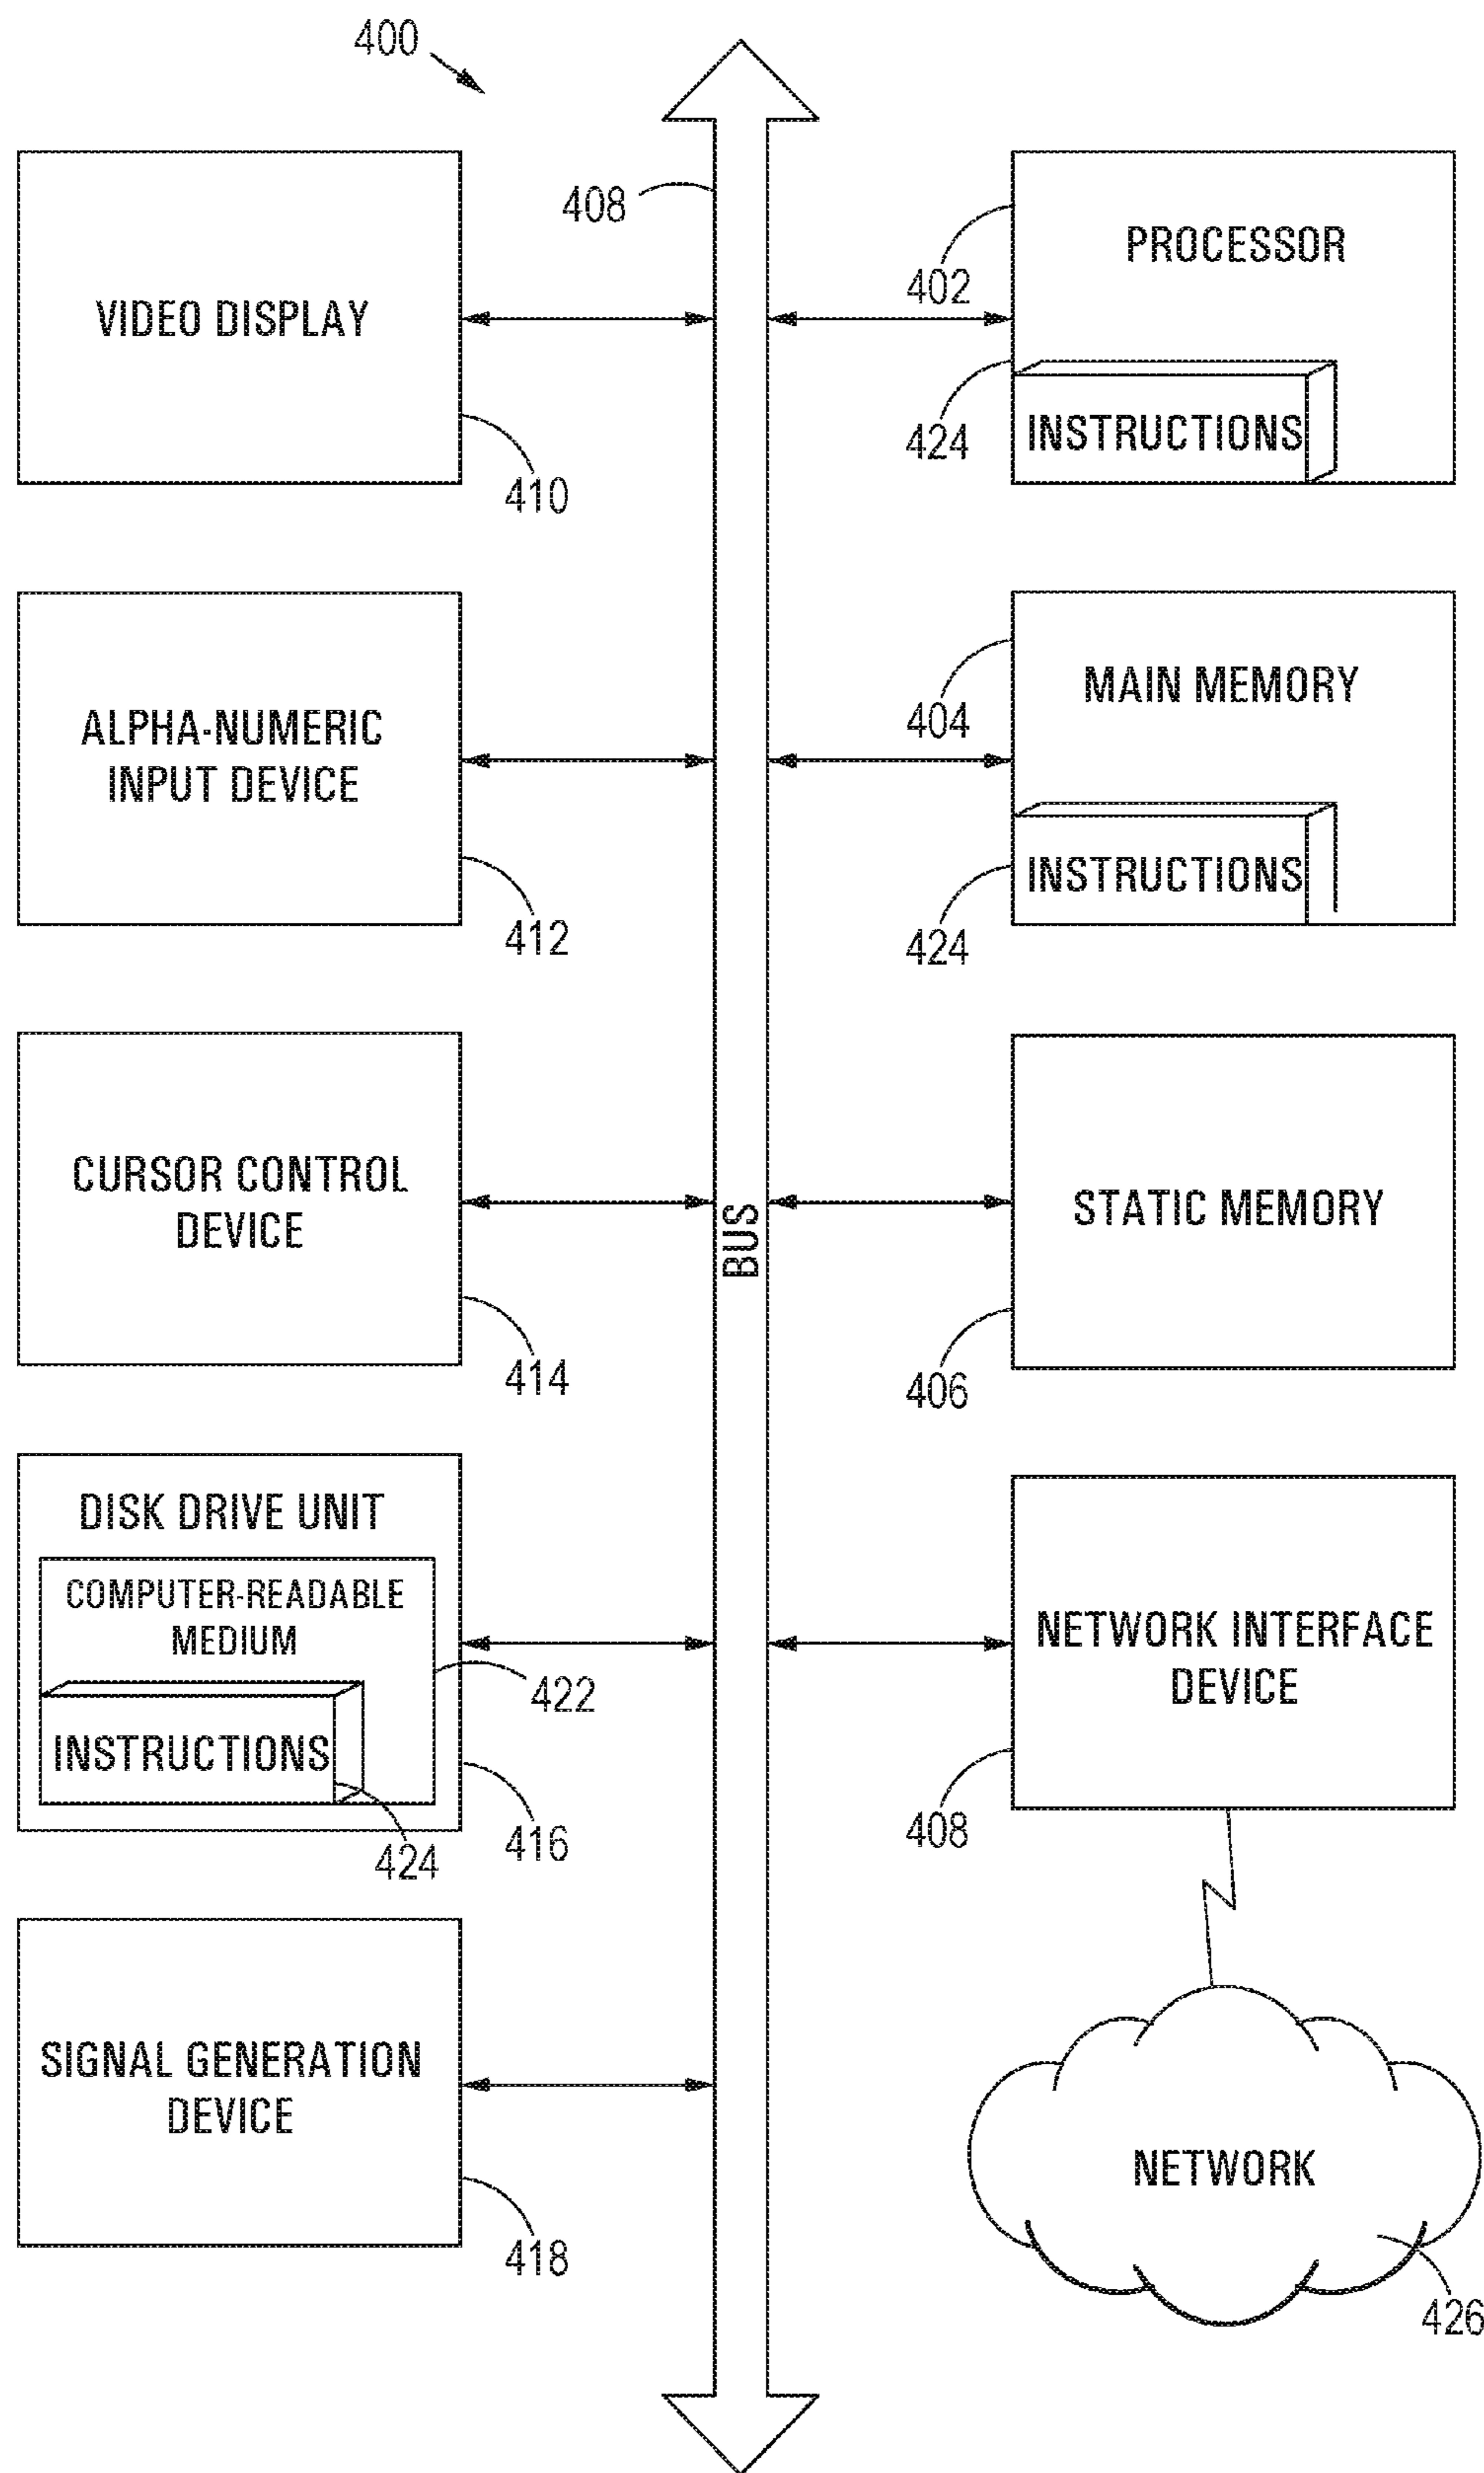 400
408
VIDEO DISPLAY
410
402
PROCESSOR
424
INSTRUCTIONS
ALPHA-NUMERIC
INPUT DEVICE
412
404
MAIN MEMORY
424
INSTRUCTIONS
CURSOR CONTROL
DEVICE
414
BUS
STATIC MEMORY
406
DISK DRIVE UNIT
COMPUTER-READABLE
MEDIUM
422
INSTRUCTIONS
424
416
NETWORK INTERFACE
DEVICE
408
SIGNAL GENERATION
DEVICE
418
NETWORK
426